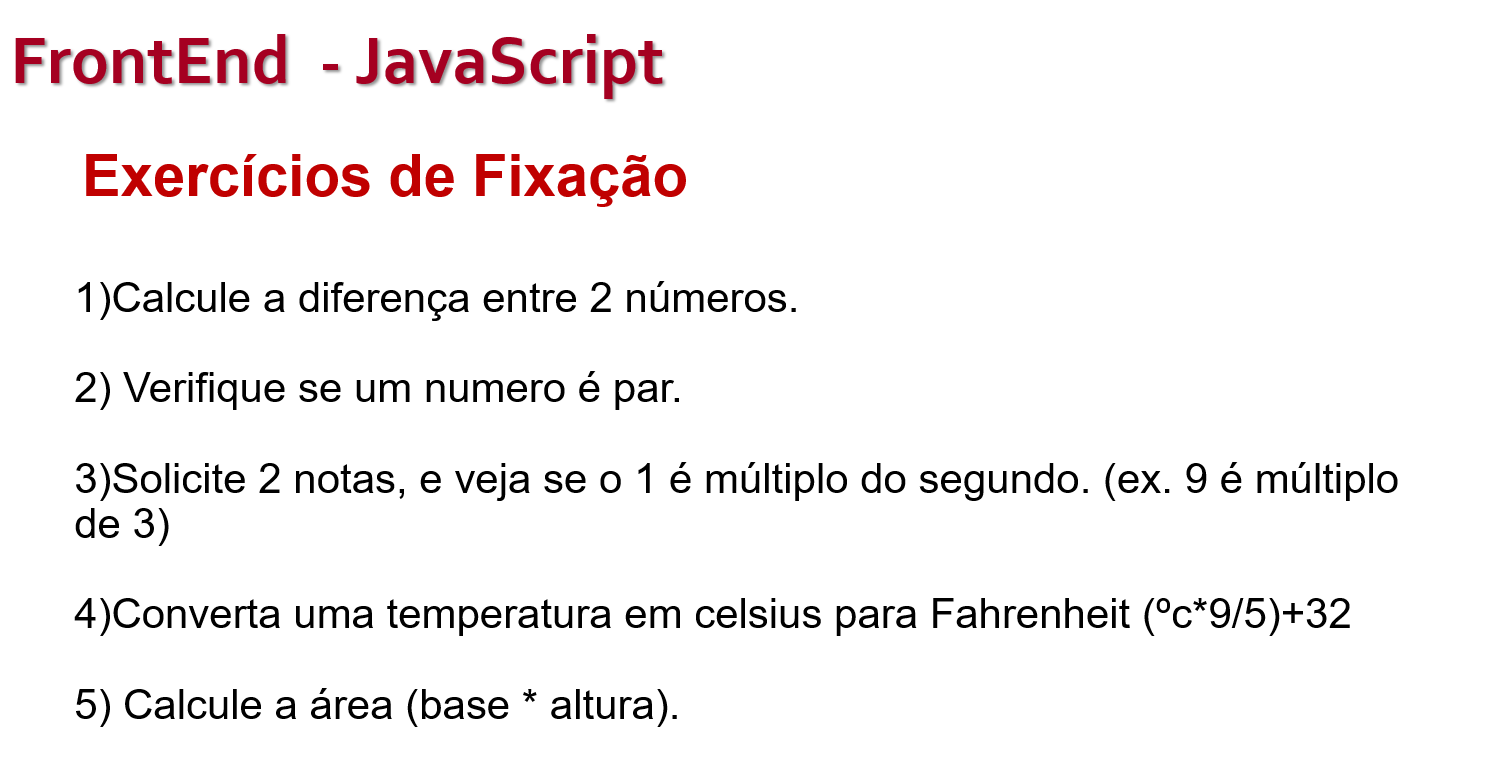 FrontEnd - JavaScript
Exercícios de Fixação
1)Calcule a diferença entre 2 números.
2) Verifique se um numero é par.
3)Solicite 2 notas, e veja se o 1 é múltiplo do segundo. (ex. 9 é múltiplo
de 3)
4)Converta uma temperatura em celsius para Fahrenheit (ºc*9/5)+32
5) Calcule a área (base * altura).